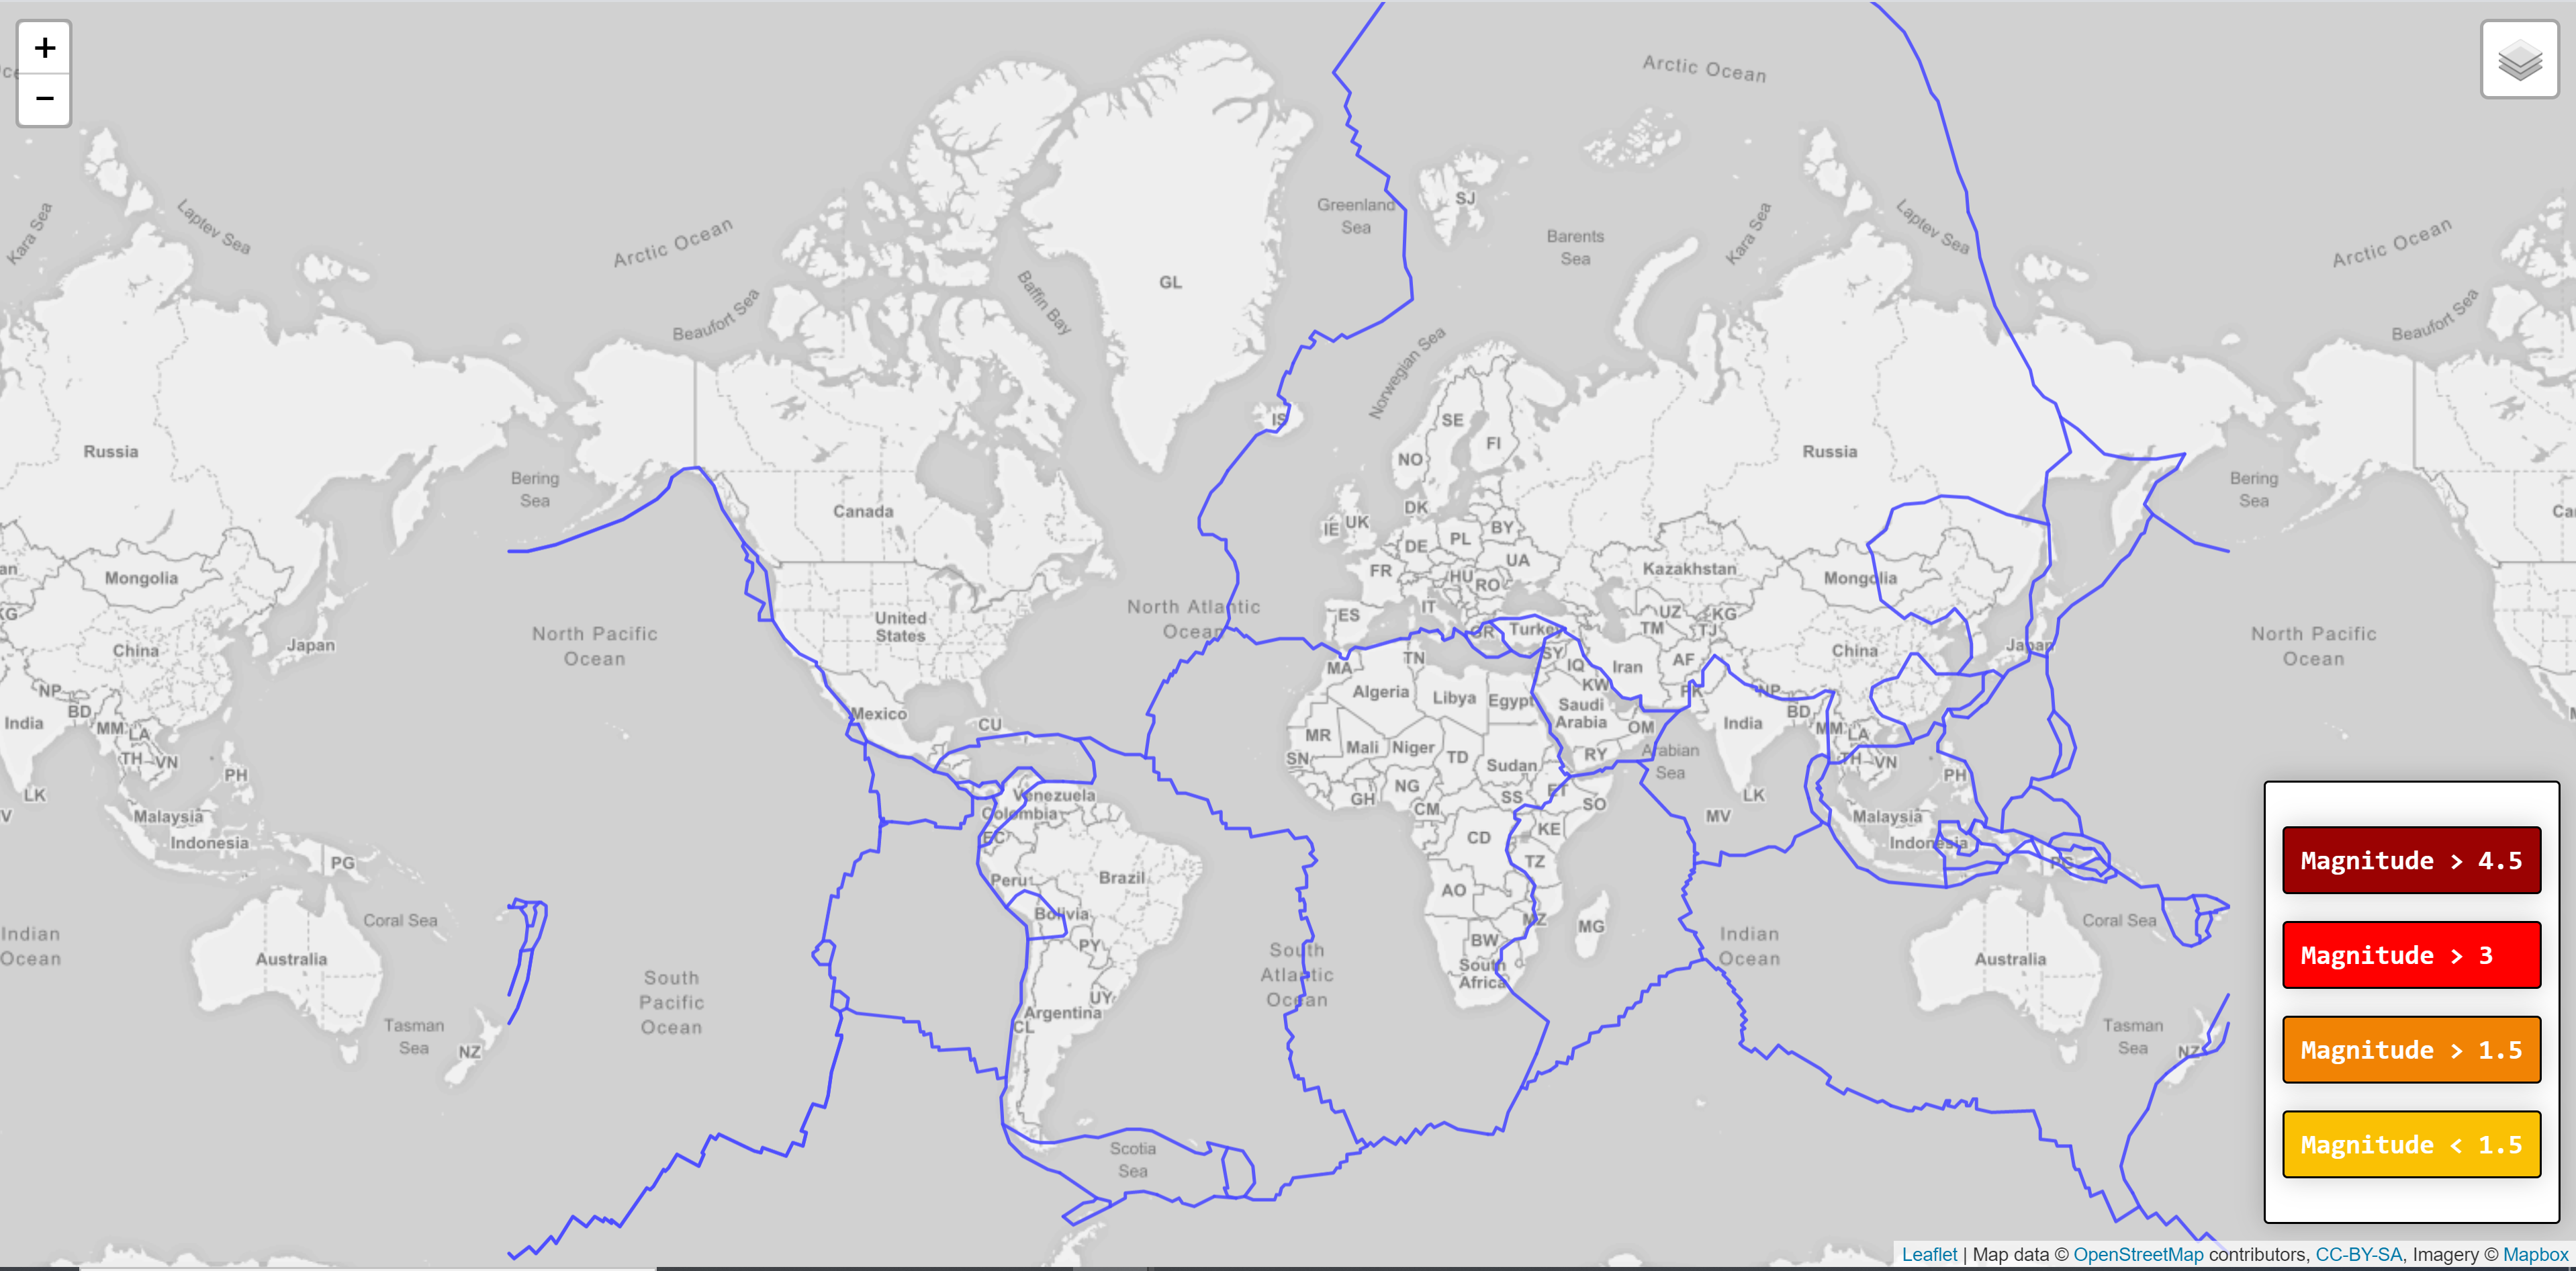 +
−
Arctic Ocean
Kara Sea
Laptev Sea
Arctic Ocean
Beaufort Sea
Baffin Bay
GL
Greenland
Sea
SJ
Barents
Sea
Kara Sea
Laptev Sea
Arctic Ocean
Beaufort Sea
Norwegian Sea
Russia
Bering
Sea
Canada
IS
SE
FI
NO
DK
IE
UK
BY
PL
DE
UA
FR
HU
RO
IT
ES
GR
Turkey
Kazakhstan
UZ
KG
TM
TJ
Russia
Mongolia
Bering
Sea
Mongolia
China
Japan
NP
BD
India
MM
LA
TH
VN
PH
LK
Malaysia
Indonesia
PG
North Pacific
Ocean
United
States
Mexico
CU
North Atlantic
Ocean
MA
TN
Algeria
Libya
Egypt
SY
IQ
Iran
AF
KW
PK
Saudi
Arabia
OM
RY
Arabian
Sea
MR
Mali
Niger
TD
Sudan
SN
GH
NG
SS
ET
SO
CM
CD
KE
TZ
AO
MZ
MG
BW
South
Africa
China
Japan
NP
BD
India
MM
LA
TH
VN
PH
LK
MV
Malaysia
Indonesia
PG
North Pacific
Ocean
Venezuela
Colombia
EC
Peru
Brazil
Bolivia
PY
UY
Argentina
CL
Indian
Ocean
Australia
Coral Sea
Tasman
Sea
NZ
South
Pacific
Ocean
South
Atlantic
Ocean
Scotia
Sea
Indian
Ocean
Australia
Coral Sea
Tasman
Sea
NZ
Magnitude > 4.5
Magnitude > 3
Magnitude > 1.5
Magnitude < 1.5
Leaflet | Map data © OpenStreetMap contributors, CC-BY-SA, Imagery © Mapbox